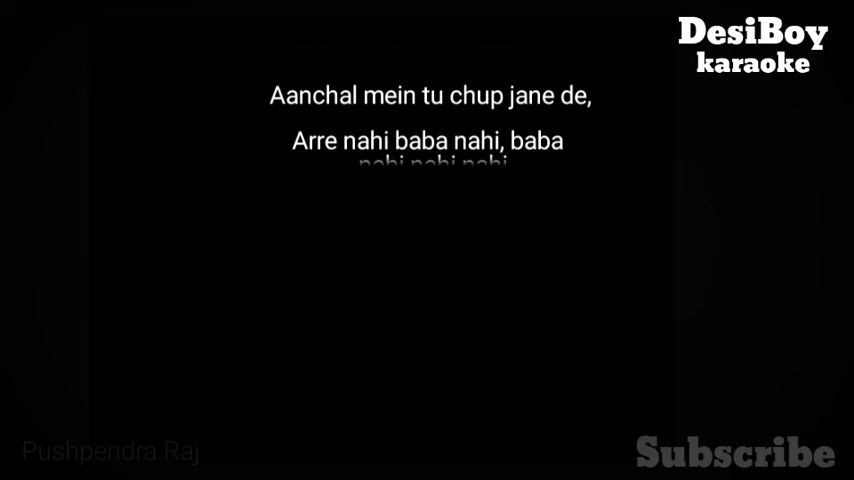 DesiBoy
karaoke
Aanchal mein tu chup jane de,
Arre nahi baba nahi, baba
nahi nahi nahi
Pushpendra Raj
Subscribe